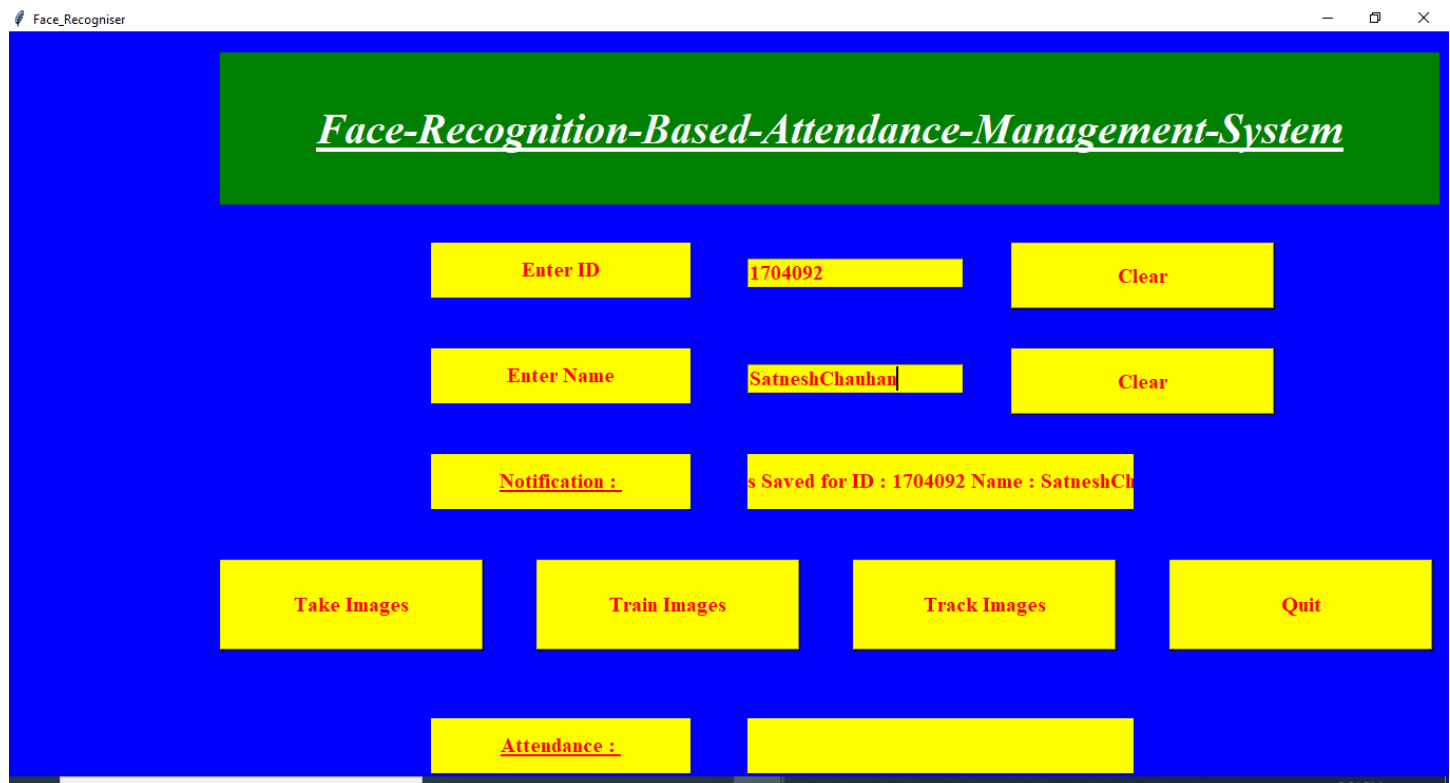 Face_Recogniser
Face-Recognition-Based-Attendance-Management-System
Enter ID 1704092 Clear
Enter Name SatneshChauhan Clear
Notification : s Saved for ID : 1704092 Name : SatneshCh
Take Images Train Images Track Images Quit
Attendance :